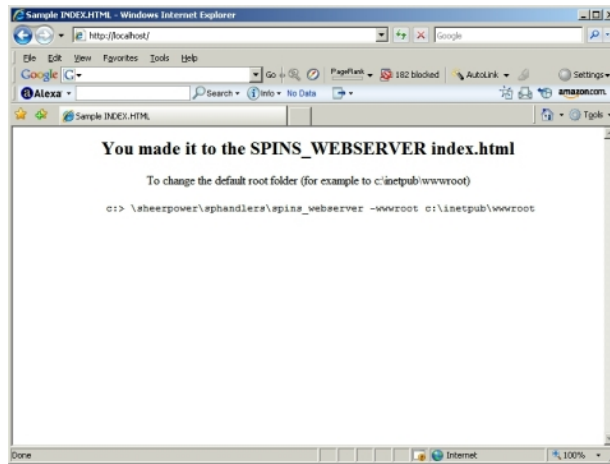 Sample INDEX.HTML - Windows Internet Explorer
http://localhost/
Google
File Edit View Favorites Tools Help
Google G Go PageRank 182 blocked AutoLink Settings
Alexa Search Info No Data amazon.com
Sample INDEX.HTML Tools
You made it to the SPINS_WEBSERVER index.html
To change the default root folder (for example to c:\inetpub\wwwroot)
c:> \sheerpower\sphandlers\spins_webserver -wwwroot c:\inetpub\wwwroot
Done Internet 100%